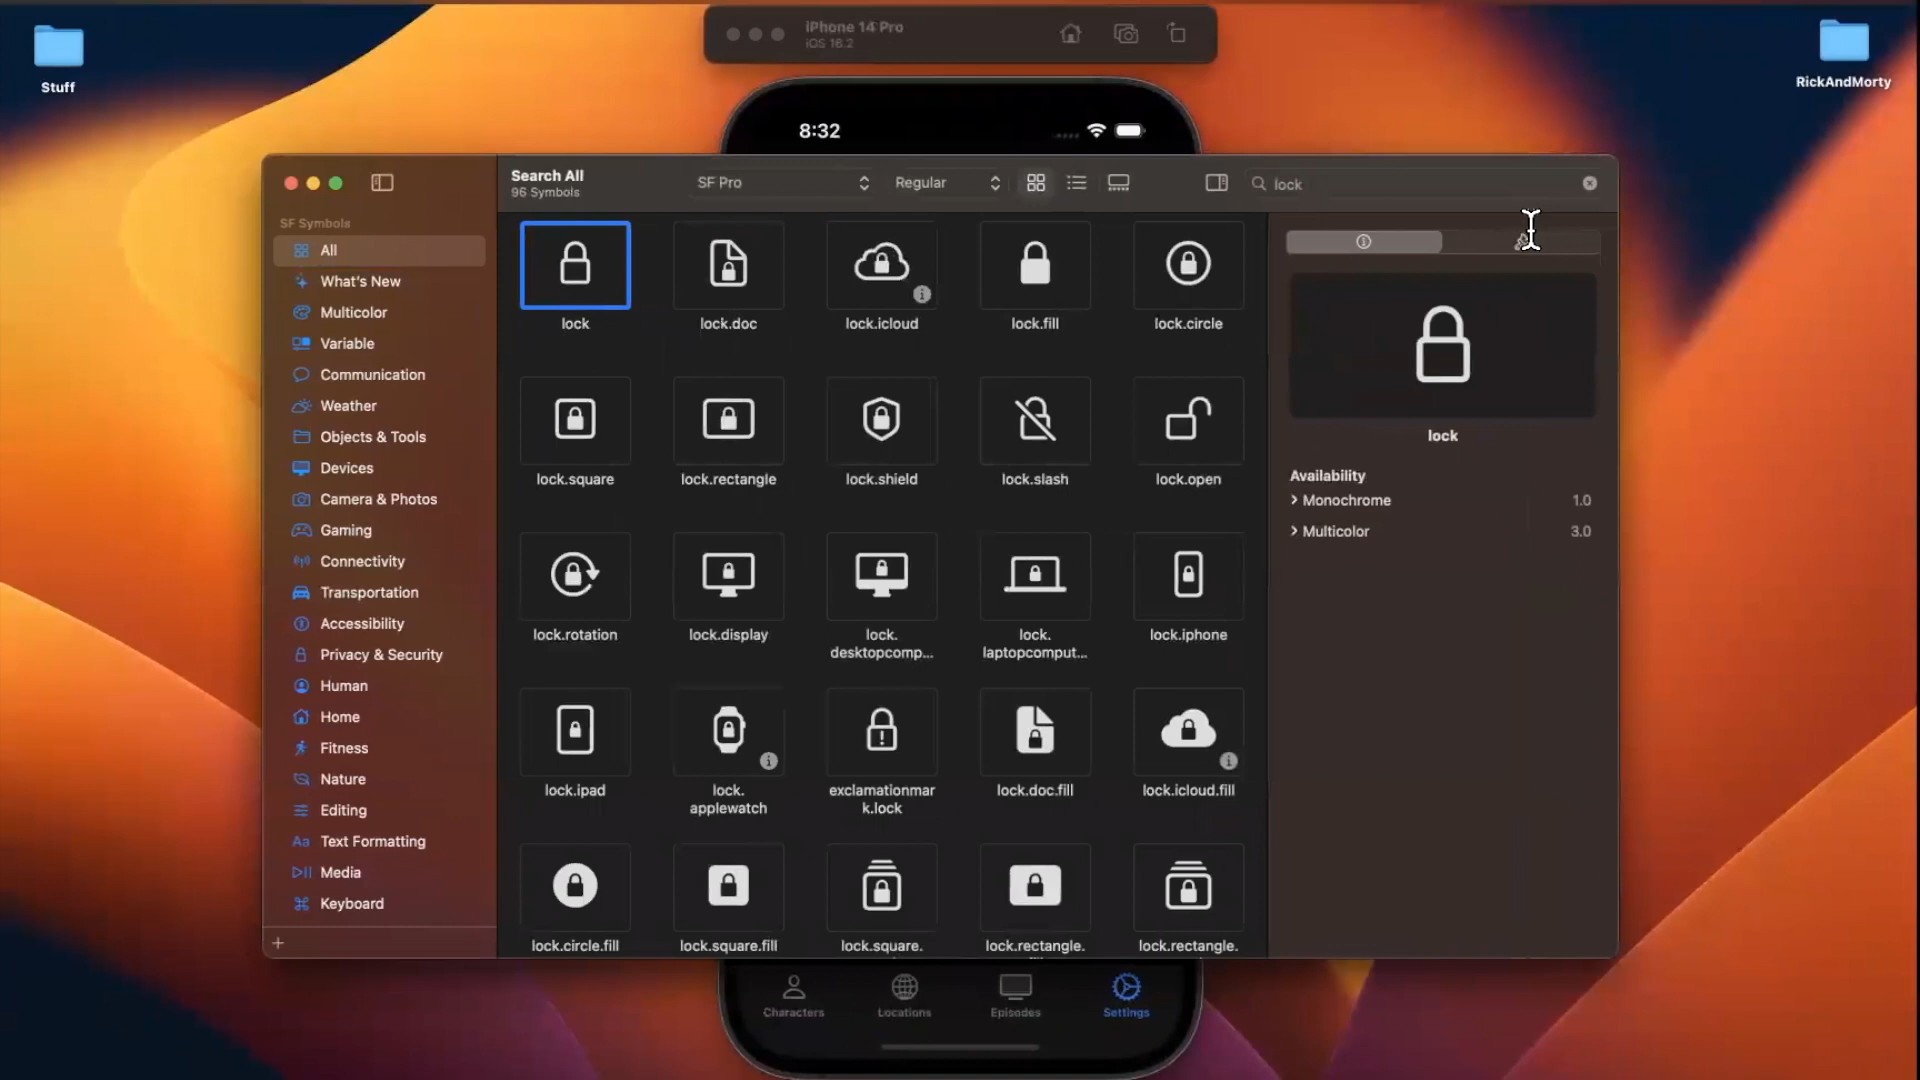 iPhone 14 Pro
iOS 16.2
Stuff
RickAndMorty
8:32
Search All
96 Symbols
SF Pro
Regular
lock
SF Symbols
All
What's New
Multicolor
Variable
Communication
Weather
Objects & Tools
Devices
Camera & Photos
Gaming
Connectivity
Transportation
Accessibility
Privacy & Security
Human
Home
Fitness
Nature
Editing
Aa Text Formatting
Media
Keyboard
+
lock
lock.doc
lock.icloud
lock.fill
lock.circle
lock.square
lock.rectangle
lock.shield
lock.slash
lock.open
lock.rotation
lock.display
lock.
desktopcomp...
lock.
laptopcomput...
lock.iphone
lock.ipad
lock.
applewatch
exclamationmar
k.lock
lock.doc.fill
lock.icloud.fill
lock.circle.fill
lock.square.fill
lock.square.
lock.rectangle.
lock.rectangle.
lock
Availability
Monochrome 1.0
Multicolor 3.0
Characters
Locations
Episodes
Settings